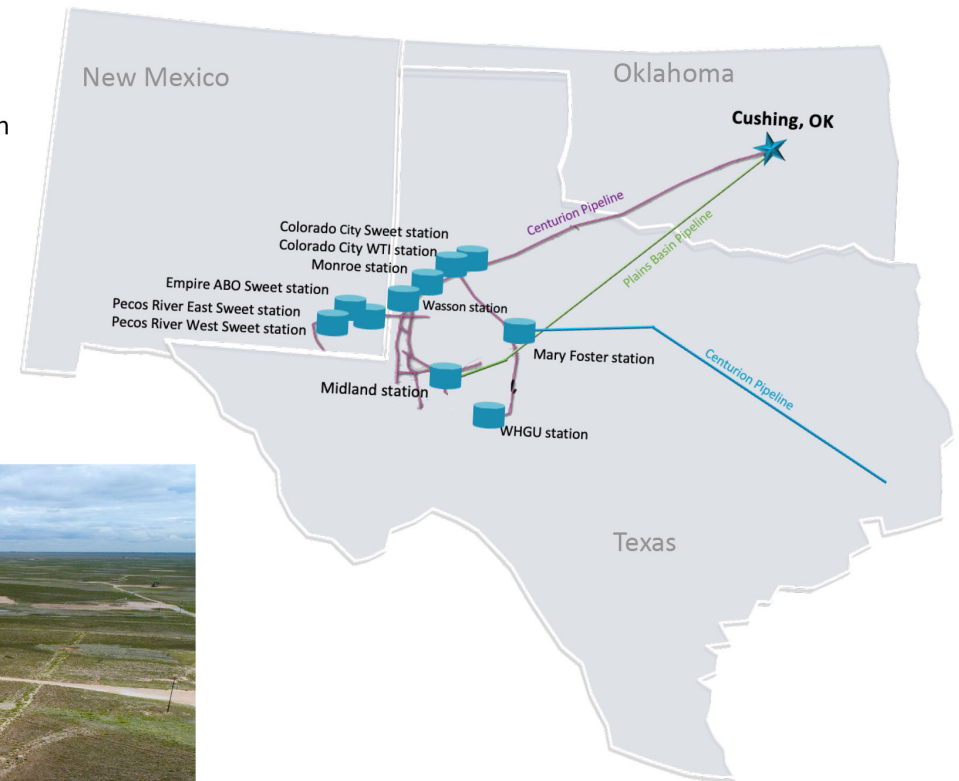 New Mexico
Oklahoma
Cushing, OK
Centurion Pipeline
Plains Basin Pipeline
Colorado City Sweet station
Colorado City WTI station
Monroe station
Empire ABO Sweet station
Wasson station
Pecos River East Sweet station
Pecos River West Sweet station
Mary Foster station
Centurion Pipeline
Midland station
WHGU station
Texas